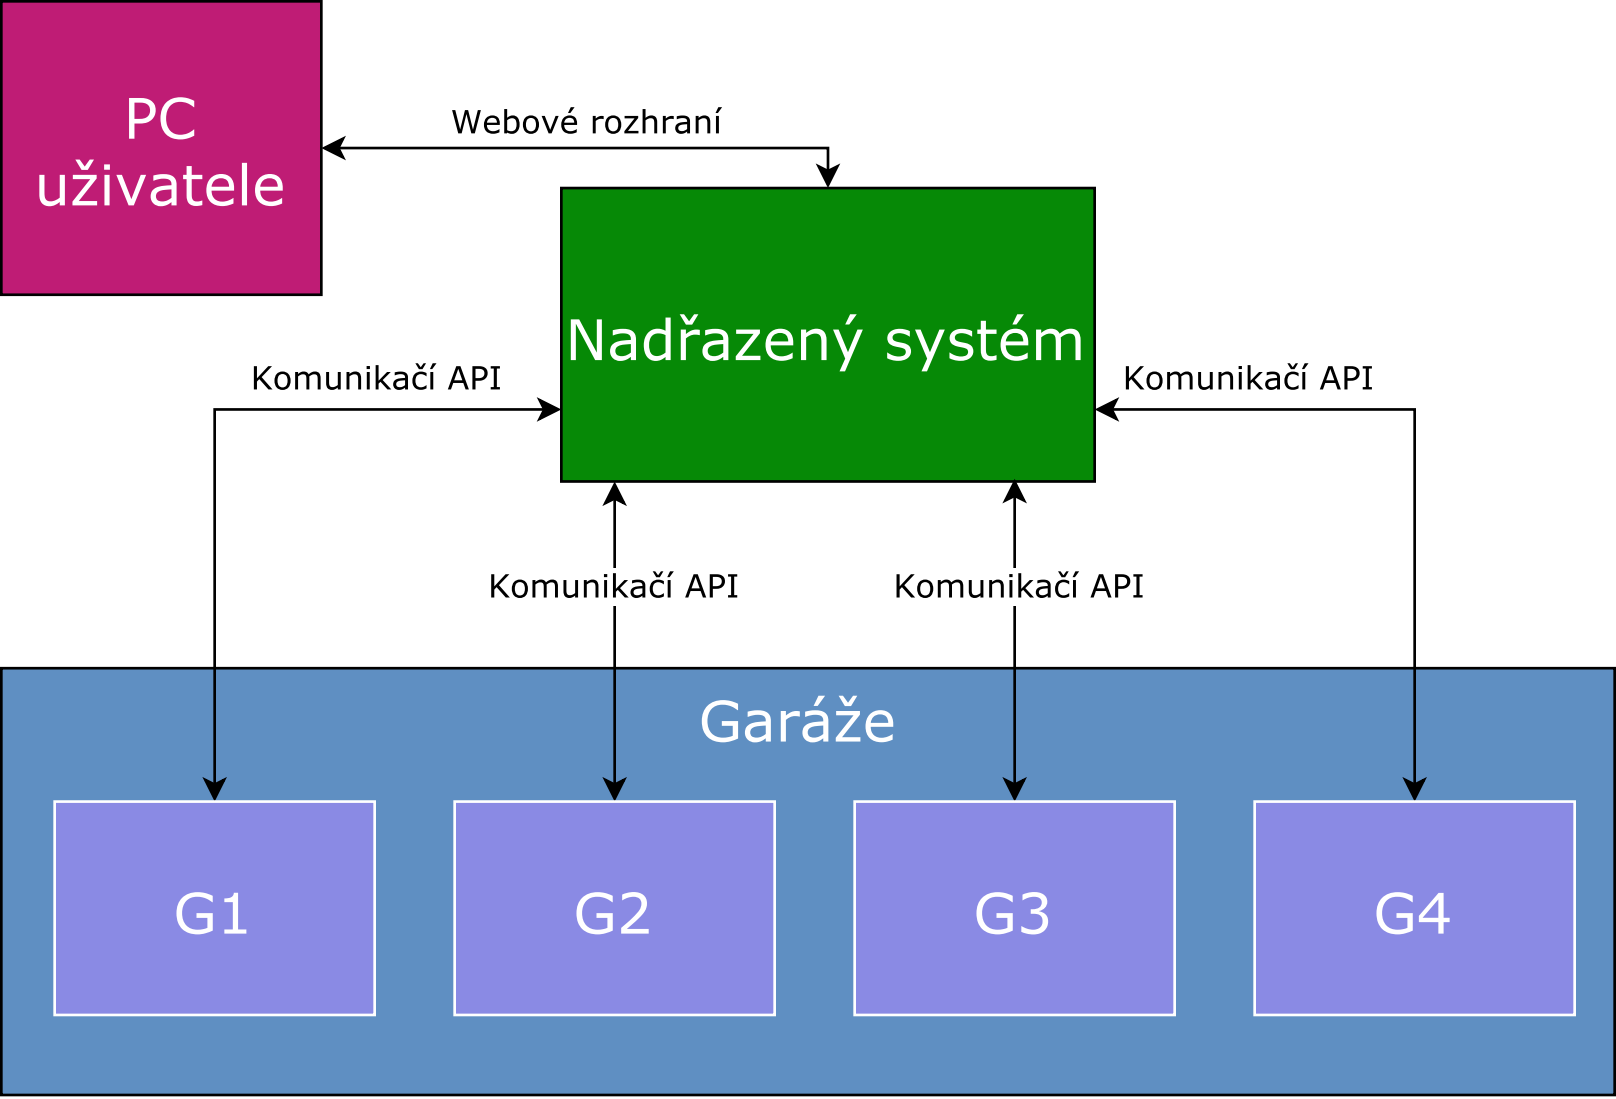 PC
uživatele
Webové rozhraní
Nadřazený systém
Komunikačí API
Komunikačí API
Komunikačí API
Komunikačí API
Garáže
G1
G2
G3
G4